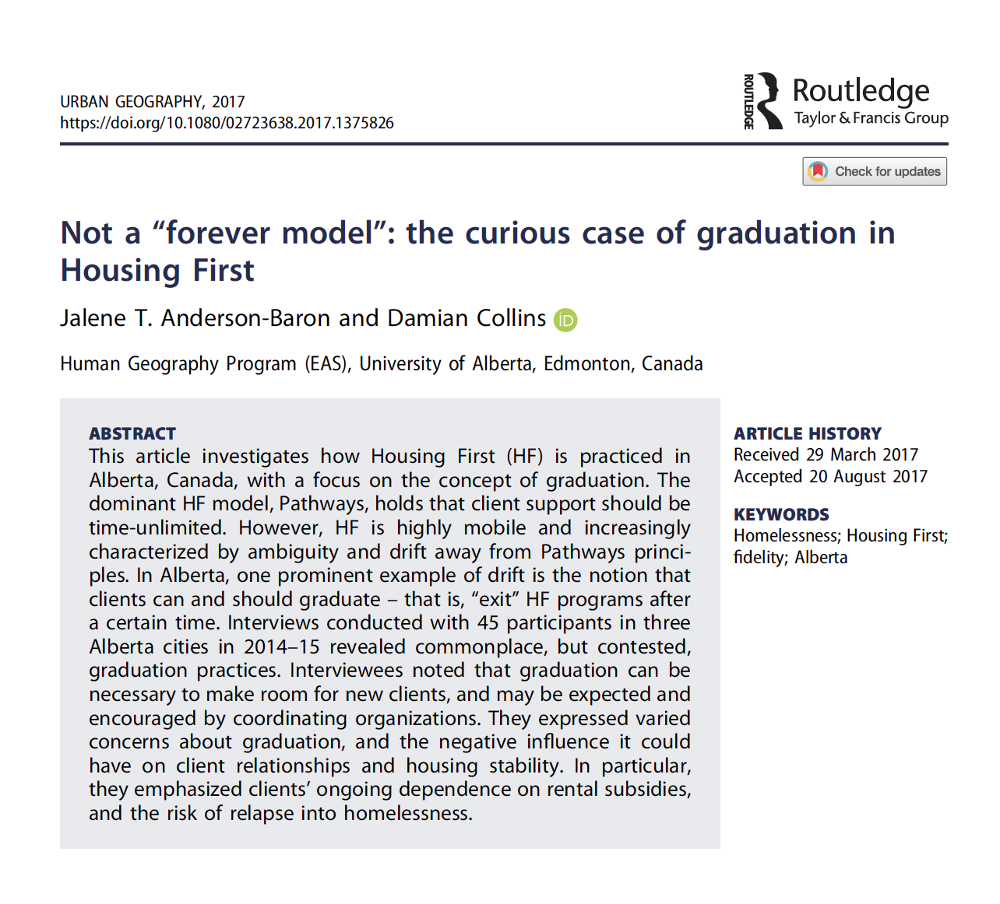 URBAN GEOGRAPHY, 2017
https://doi.org/10.1080/02723638.2017.1375826
ROUTLEDGE
Routledge
Taylor & Francis Group
Check for updates
Not a “forever model”: the curious case of graduation in
Housing First
Jalene T. Anderson-Baron and Damian Collins iD
Human Geography Program (EAS), University of Alberta, Edmonton, Canada
ABSTRACT
This article investigates how Housing First (HF) is practiced in
Alberta, Canada, with a focus on the concept of graduation. The
dominant HF model, Pathways, holds that client support should be
time-unlimited. However, HF is highly mobile and increasingly
characterized by ambiguity and drift away from Pathways princi-
ples. In Alberta, one prominent example of drift is the notion that
clients can and should graduate – that is, “exit” HF programs after
a certain time. Interviews conducted with 45 participants in three
Alberta cities in 2014–15 revealed commonplace, but contested,
graduation practices. Interviewees noted that graduation can be
necessary to make room for new clients, and may be expected and
encouraged by coordinating organizations. They expressed varied
concerns about graduation, and the negative influence it could
have on client relationships and housing stability. In particular,
they emphasized clients’ ongoing dependence on rental subsidies,
and the risk of relapse into homelessness.
ARTICLE HISTORY
Received 29 March 2017
Accepted 20 August 2017
KEYWORDS
Homelessness; Housing First;
fidelity; Alberta